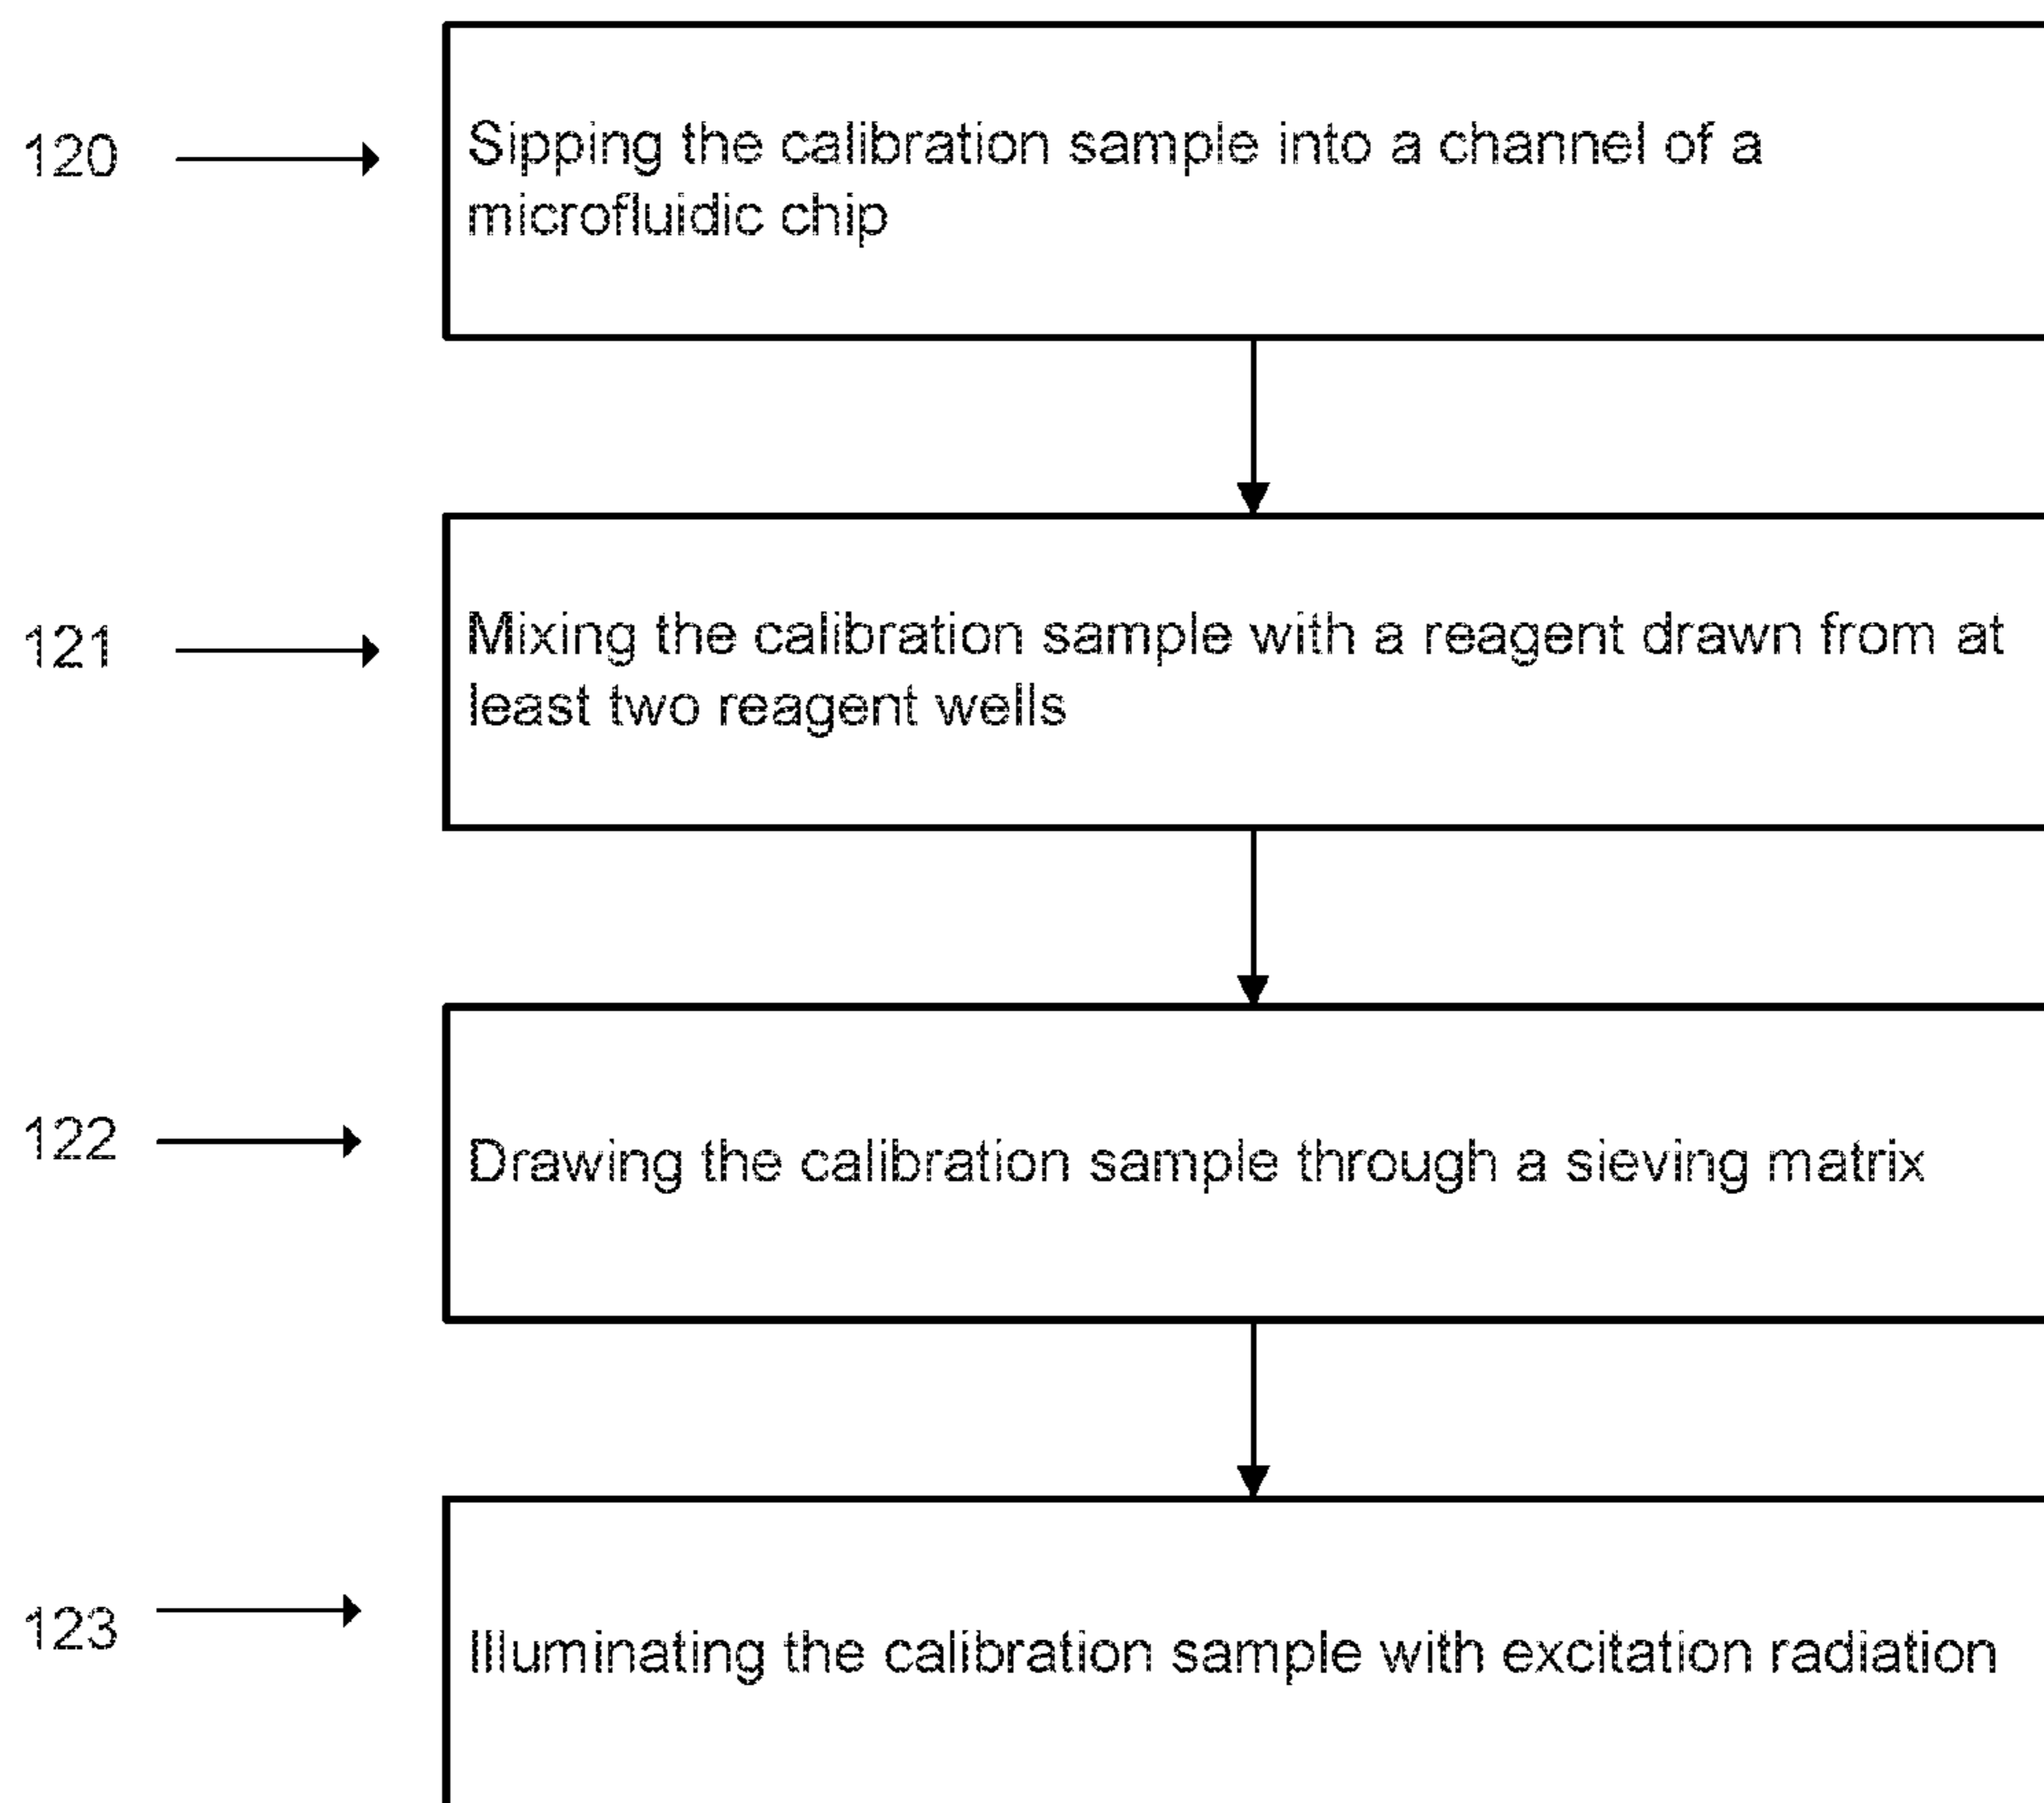 120
Sipping the calibration sample into a channel of a
microfluidic chip
121
Mixing the calibration sample with a reagent drawn from at
least two reagent wells
122
Drawing the calibration sample through a sieving matrix
123
Illuminating the calibration sample with excitation radiation